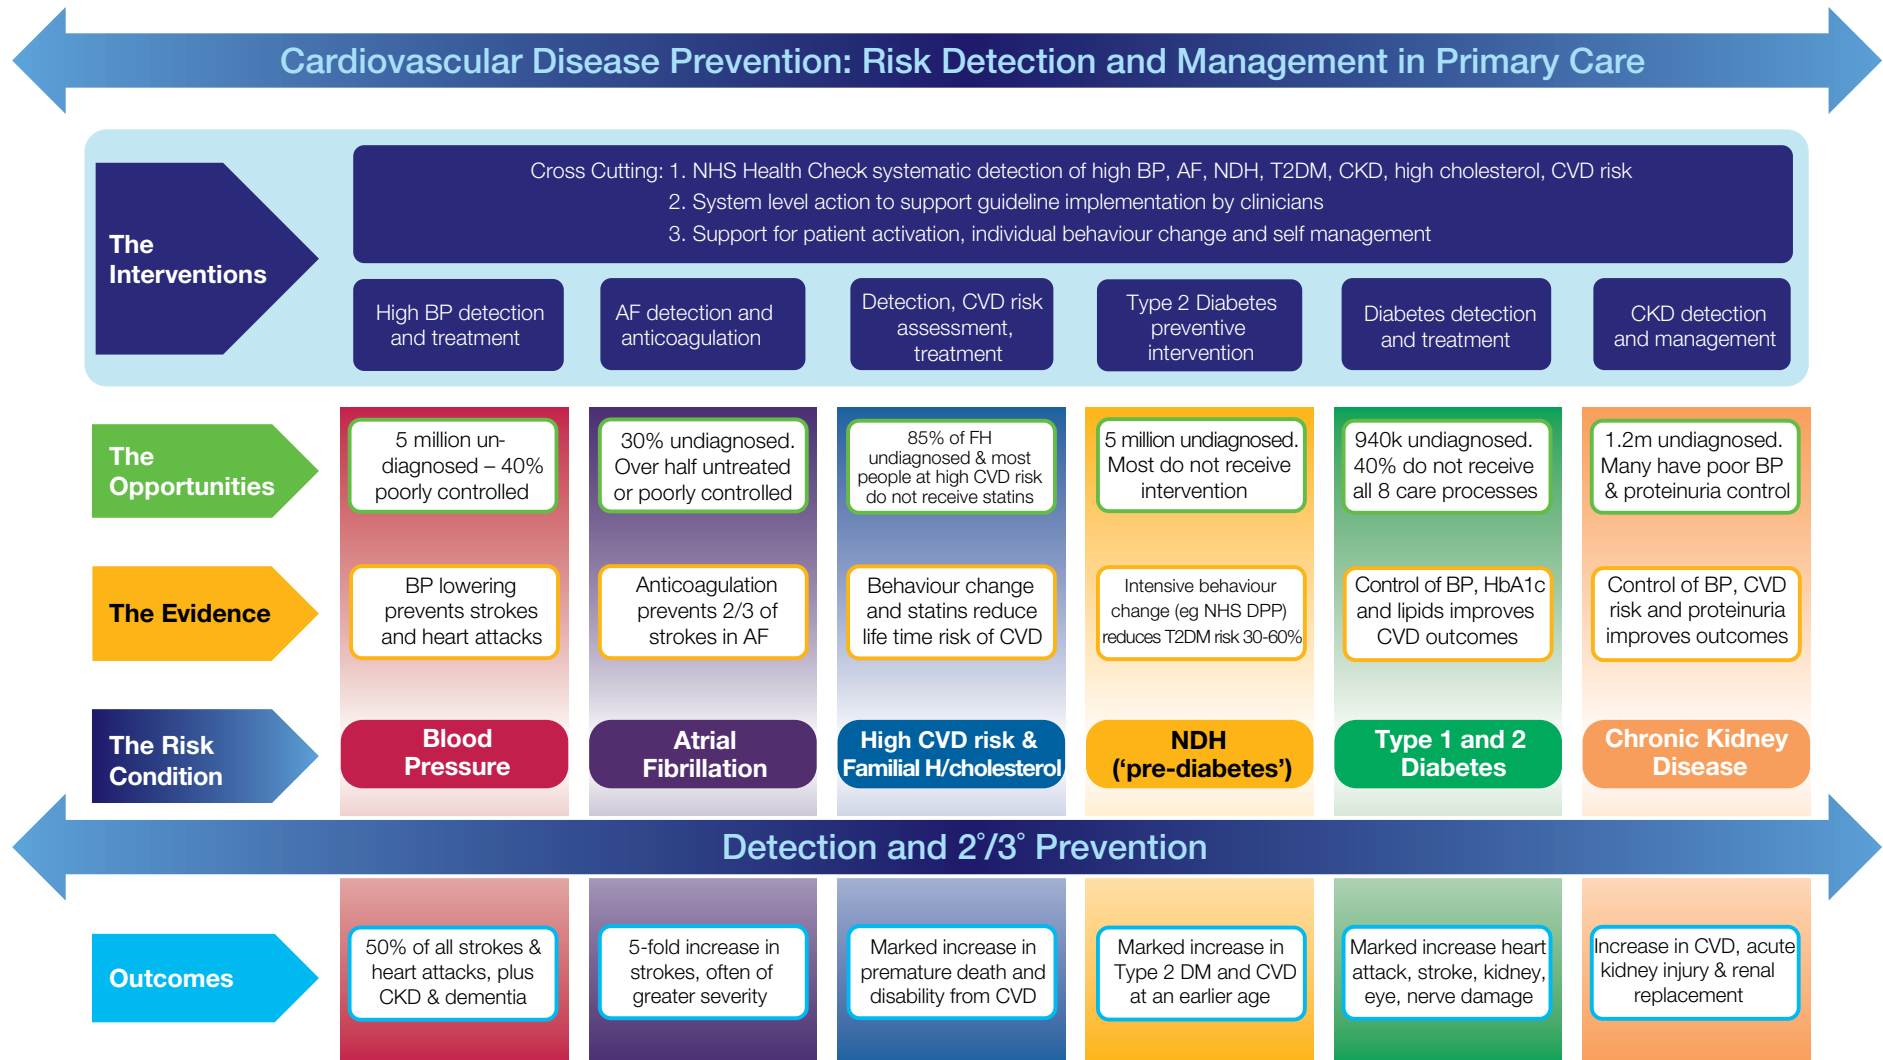 Cardiovascular Disease Prevention: Risk Detection and Management in Primary Care
The
Interventions
Cross Cutting: 1. NHS Health Check systematic detection of high BP, AF, NDH, T2DM, CKD, high cholesterol, CVD risk
2. System level action to support guideline implementation by clinicians
3. Support for patient activation, individual behaviour change and self management
High BP detection
and treatment
AF detection and
anticoagulation
Detection, CVD risk
assessment,
treatment
Type 2 Diabetes
preventive
intervention
Diabetes detection
and treatment
CKD detection
and management
The
Opportunities
5 million un-
diagnosed – 40%
poorly controlled
30% undiagnosed.
Over half untreated
or poorly controlled
85% of FH
undiagnosed & most
people at high CVD risk
do not receive statins
5 million undiagnosed.
Most do not receive
intervention
940k undiagnosed.
40% do not receive
all 8 care processes
1.2m undiagnosed.
Many have poor BP
& proteinuria control
The Evidence
BP lowering
prevents strokes
and heart attacks
Anticoagulation
prevents 2/3 of
strokes in AF
Behaviour change
and statins reduce
life time risk of CVD
Intensive behaviour
change (eg NHS DPP)
reduces T2DM risk 30-60%
Control of BP, HbA1c
and lipids improves
CVD outcomes
Control of BP, CVD
risk and proteinuria
improves outcomes
The Risk
Condition
Blood
Pressure
Atrial
Fibrillation
High CVD risk &
Familial H/cholesterol
NDH
(‘pre-diabetes’)
Type 1 and 2
Diabetes
Chronic Kidney
Disease
Detection and 2°/3° Prevention
Outcomes
50% of all strokes &
heart attacks, plus
CKD & dementia
5-fold increase in
strokes, often of
greater severity
Marked increase in
premature death and
disability from CVD
Marked increase in
Type 2 DM and CVD
at an earlier age
Marked increase heart
attack, stroke, kidney,
eye, nerve damage
Increase in CVD, acute
kidney injury & renal
replacement